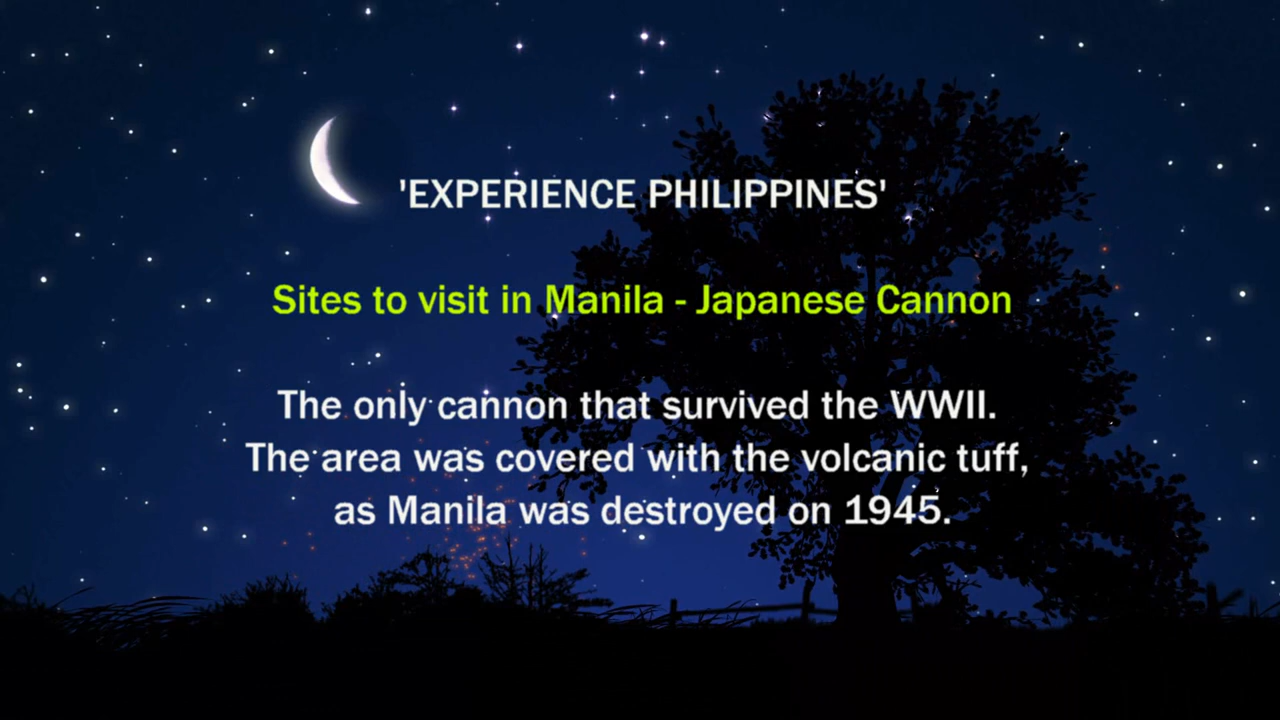 'EXPERIENCE PHILIPPINES'
Sites to visit in Manila - Japanese Cannon
The only cannon that survived the WWII.
The area was covered with the volcanic tuff,
as Manila was destroyed on 1945.